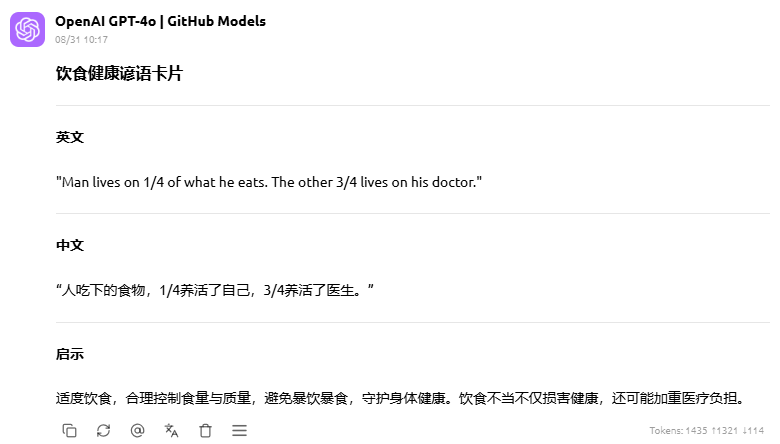 OpenAI GPT-4o | GitHub Models
08/31 10:17
饮食健康谚语卡片
英文
"Man lives on 1/4 of what he eats. The other 3/4 lives on his doctor."
中文
“人吃下的食物，1/4养活了自己，3/4养活了医生。”
启示
适度饮食，合理控制食量与质量，避免暴饮暴食，守护身体健康。饮食不当不仅损害健康，还可能加重医疗负担。
Tokens: 1435 ↑1321 ↓114